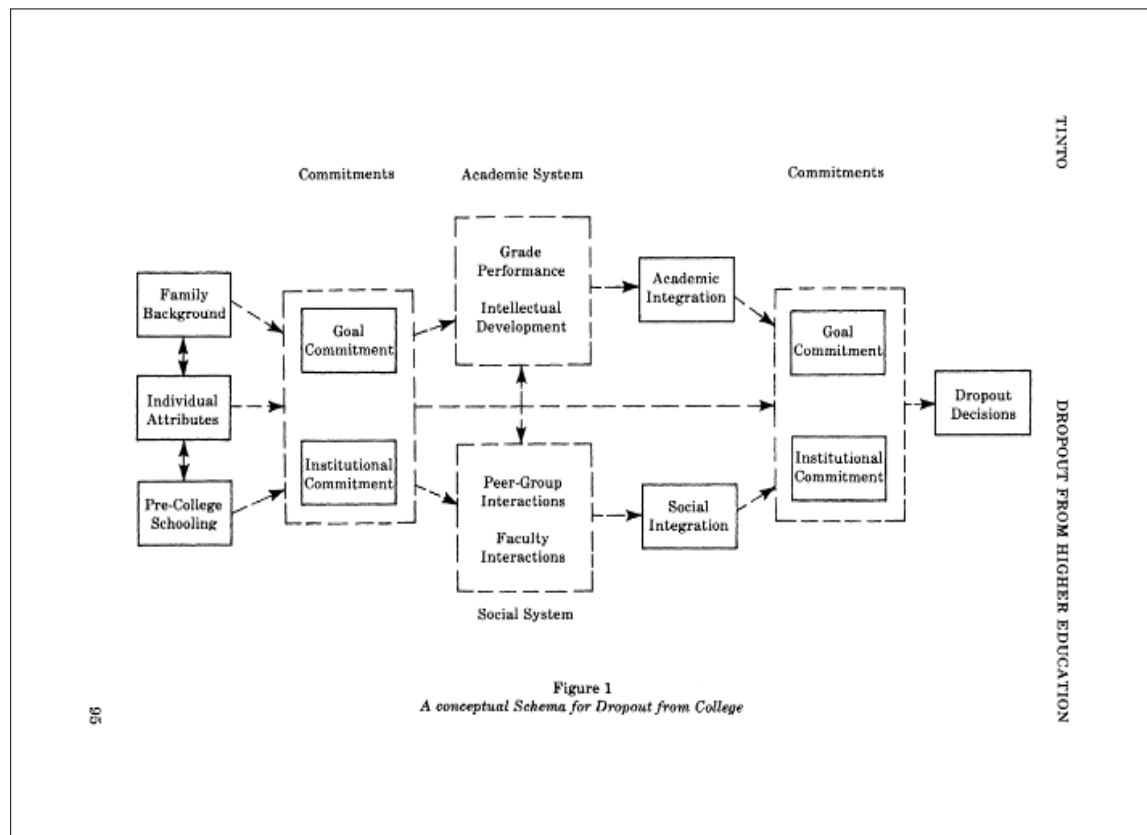 TINTO
DROPOUT FROM HIGHER EDUCATION
Commitments
Academic System
Commitments
Family
Background
Individual
Attributes
Pre-College
Schooling
Goal
Commitment
Institutional
Commitment
Grade
Performance
Intellectual
Development
Peer-Group
Interactions
Faculty
Interactions
Social System
Academic
Integration
Social
Integration
Goal
Commitment
Institutional
Commitment
Dropout
Decisions
Figure 1
A conceptual Schema for Dropout from College
95